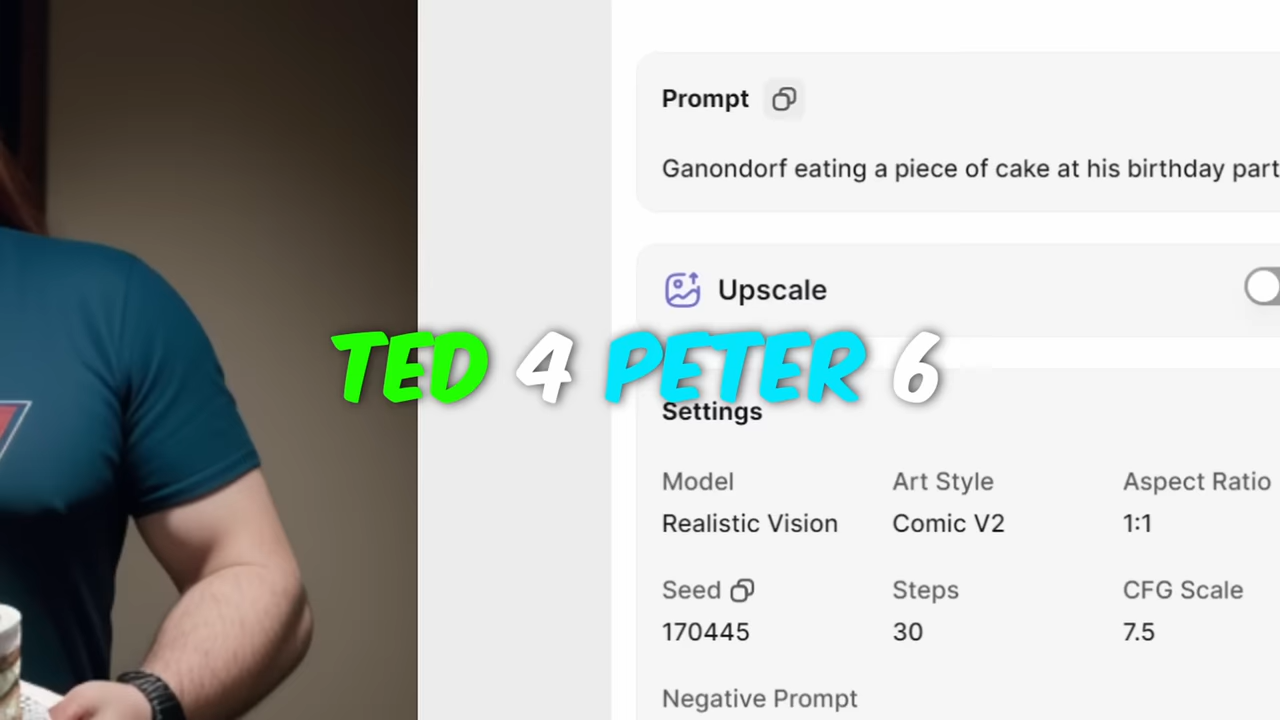 Prompt
Ganondorf eating a piece of cake at his birthday part
Upscale
TED 4 PETER 6
Settings
Model
Art Style
Aspect Ratio
Realistic Vision
Comic V2
1:1
Seed
Steps
CFG Scale
170445
30
7.5
Negative Prompt